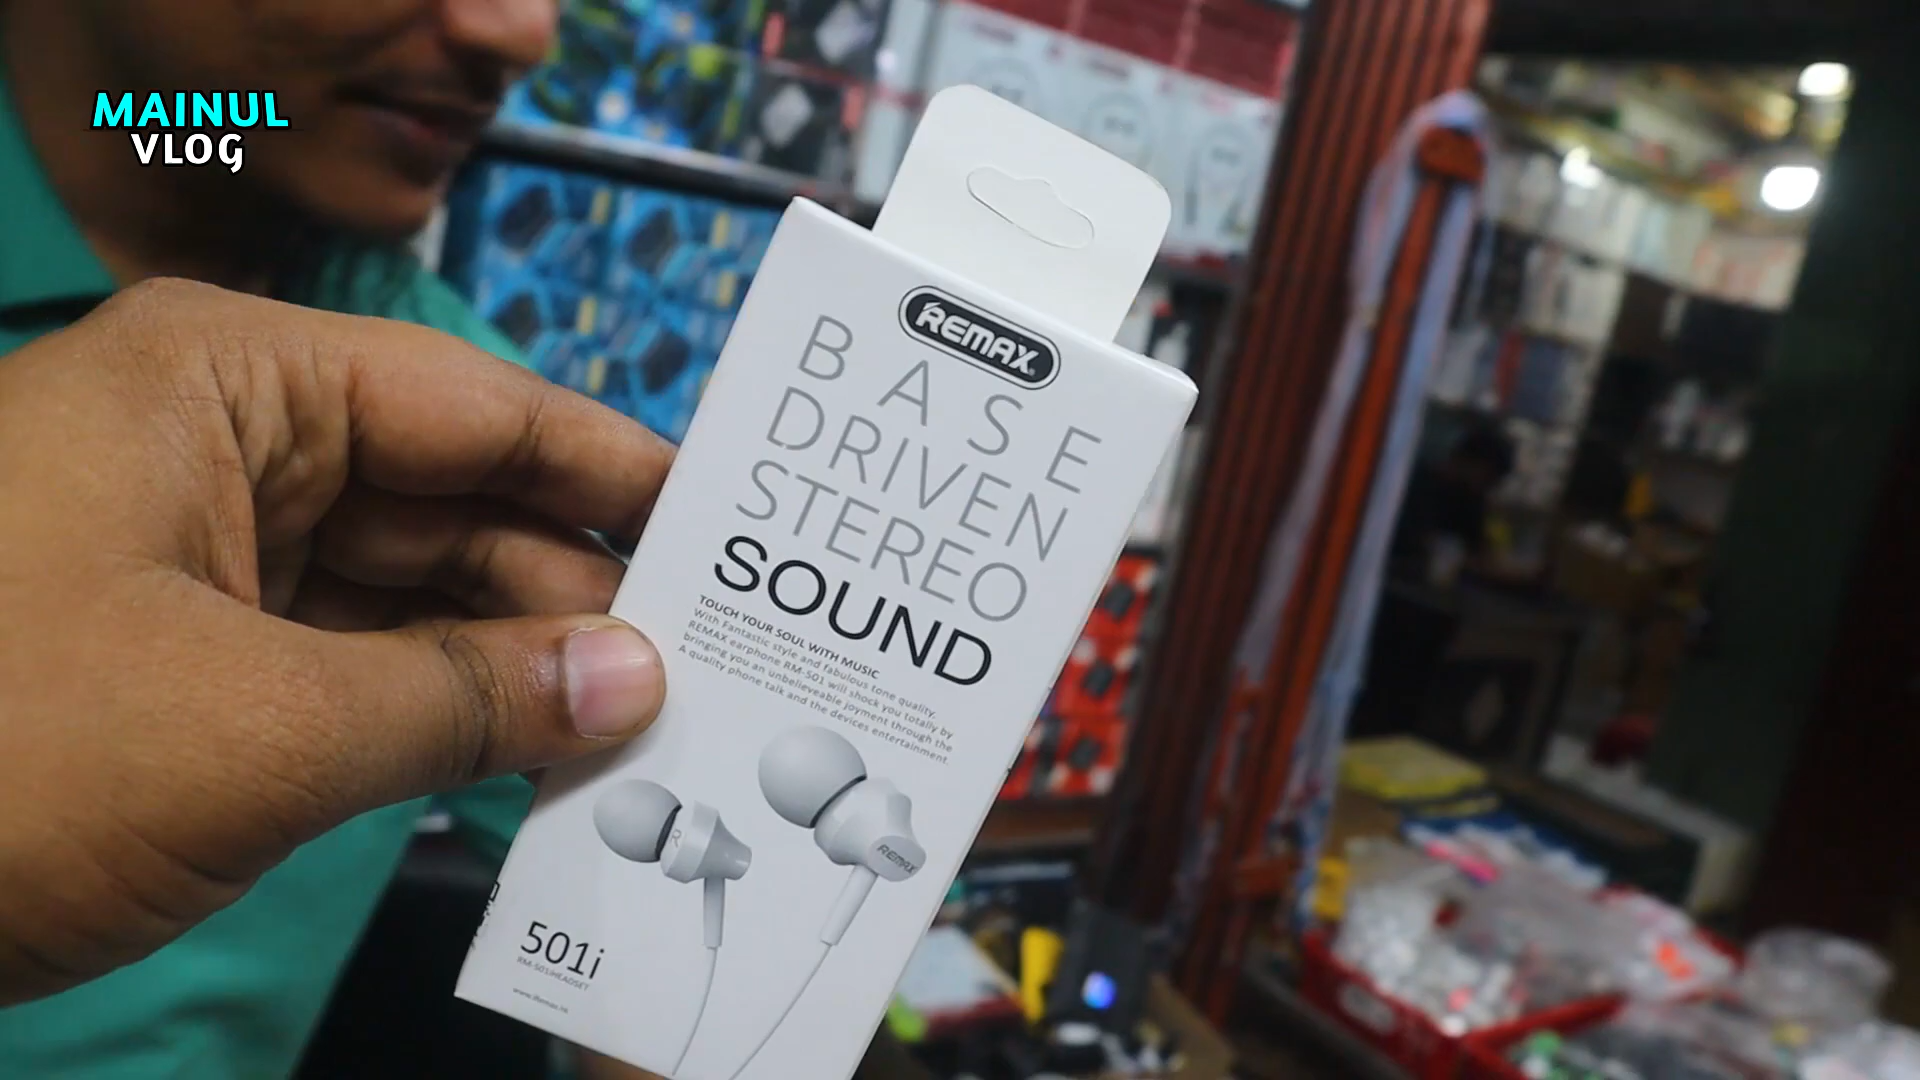 MAINUL
VLOG
REMAX
BASE
DRIVEN
STEREO
SOUND
TOUCH YOUR SOUL WITH MUSIC
With Fantastic style and fabulous tone quality,
REMAX earphone RM-501 will shock you totally by
bringing you an unbelieveable joyment through the
A quality phone talk and the devices entertainment.
R
REMAX
501i
RM-501iHEADSET